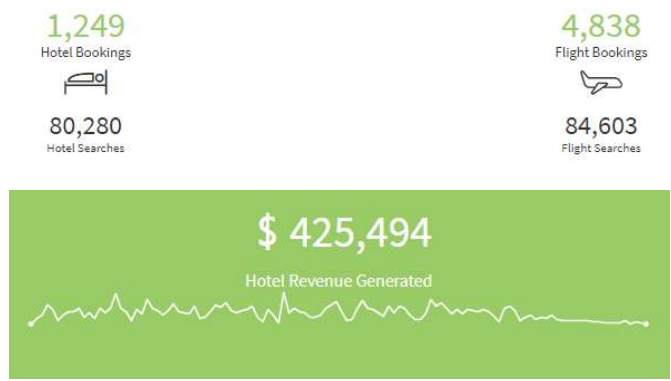 1,249
Hotel Bookings
80,280
Hotel Searches
4,838
Flight Bookings
84,603
Flight Searches
$ 425,494
Hotel Revenue Generated